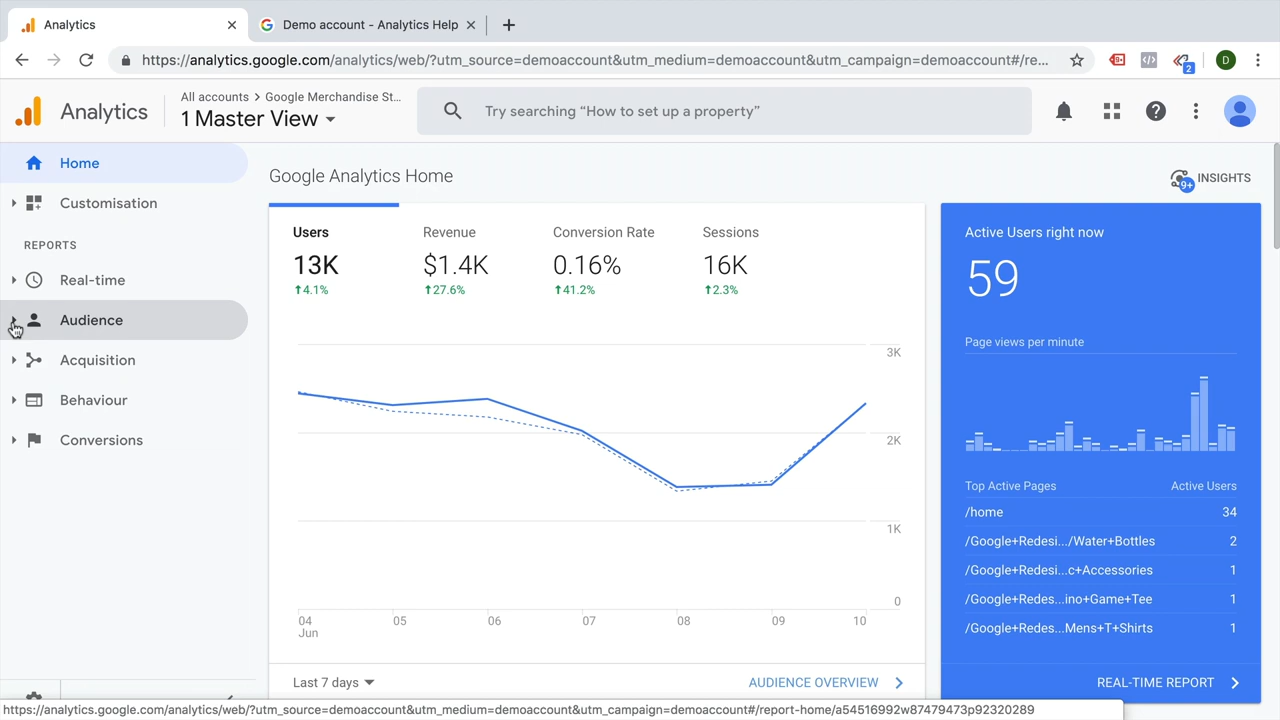 Analytics
Demo account - Analytics Help
https://analytics.google.com/analytics/web/?utm_source=demoaccount&utm_medium=demoaccount&utm_campaign=demoaccount#/re...
2
D
Analytics
All accounts > Google Merchandise St...
1 Master View
Try searching “How to set up a property”
Home
Customisation
REPORTS
Real-time
Audience
Acquisition
Behaviour
Conversions
Google Analytics Home
9+
INSIGHTS
Users
Revenue
Conversion Rate
Sessions
13K
$1.4K
0.16%
16K
4.1%
27.6%
41.2%
2.3%
3K
2K
1K
0
04
05
06
07
08
09
10
Jun
Last 7 days
AUDIENCE OVERVIEW
Active Users right now
59
Page views per minute
Top Active Pages Active Users
/home 34
/Google+Redesi.../Water+Bottles 2
/Google+Redesi...c+Accessories 1
/Google+Redes...ino+Game+Tee 1
/Google+Redes...Mens+T+Shirts 1
REAL-TIME REPORT
https://analytics.google.com/analytics/web/?utm_source=demoaccount&utm_medium=demoaccount&utm_campaign=demoaccount#/report-home/a54516992w87479473p92320289